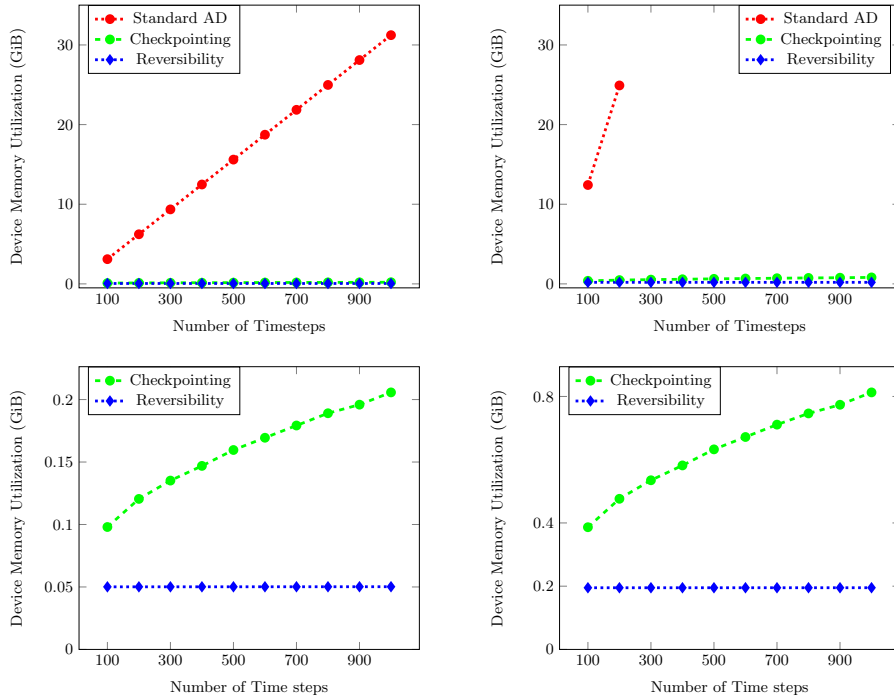 Device Memory Utilization (GiB)
30
20
10
0
Standard AD
Checkpointing
Reversibility
100 300 500 700 900
Number of Timesteps
Device Memory Utilization (GiB)
30
20
10
0
Standard AD
Checkpointing
Reversibility
100 300 500 700 900
Number of Timesteps
Device Memory Utilization (GiB)
0.2
0.15
0.1
0.05
0
Checkpointing
Reversibility
100 300 500 700 900
Number of Time steps
Device Memory Utilization (GiB)
0.8
0.4
0.2
0
Checkpointing
Reversibility
100 300 500 700 900
Number of Time steps